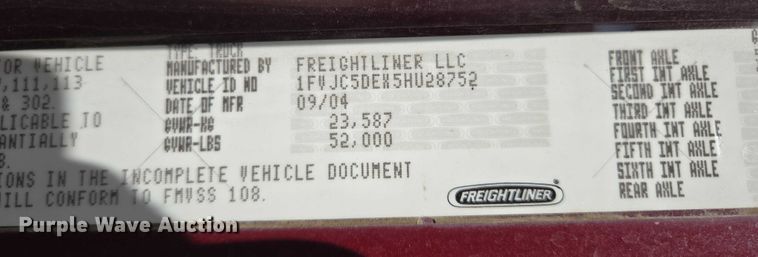 TYPE: TRUCK
OR VEHICLE
MANUFACTURED BY FREIGHTLINER LLC
,111,113
VEHICLE ID NO 1FVJC5DEX5HU28752
& 302.
DATE OF MFR 09/04
LICABLE TO
GVWR-KG 23,587
ANTIALLY
GVWR-LBS 52,000
B.
IONS IN THE INCOMPLETE VEHICLE DOCUMENT
WILL CONFORM TO FMVSS 108.
FREIGHTLINER
FRONT AXLE
FIRST INT AXLE
SECOND INT AXLE
THIRD INT AXLE
FOURTH INT AXLE
FIFTH INT AXLE
SIXTH INT AXLE
REAR AXLE
Purple Wave Auction